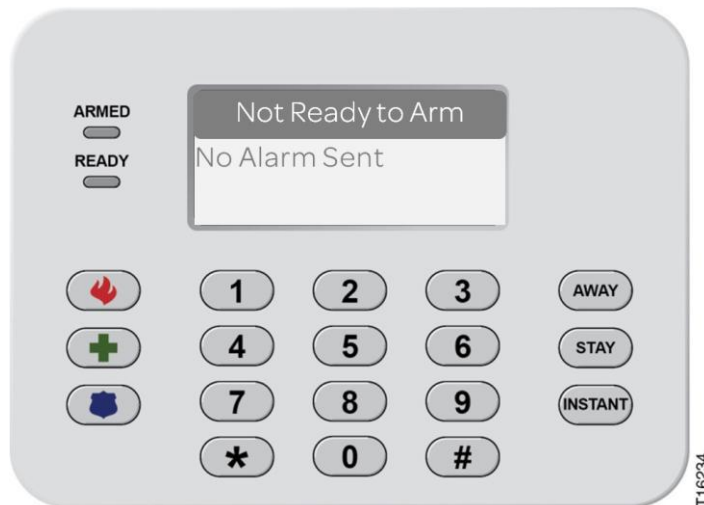 ARMED
READY
Not Ready to Arm
No Alarm Sent
1 2 3 AWAY
4 5 6 STAY
7 8 9 INSTANT
* 0 #
T16234